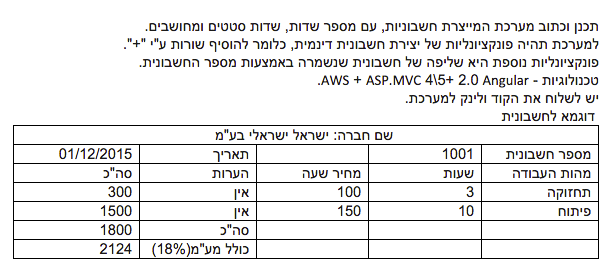 תכנן וכתוב מערכת המייצרת חשבוניות, עם מספר שדות, שדות סטטים ומחושבים.
למערכת תהיה פונקציונליות של יצירת חשבונית דינמית, כלומר להוסיף שורות ע"י "+".
פונקציונליות נוספת היא שליפה של חשבונית שנשמרה באמצעות מספר החשבונית.
טכנולוגיות - AWS + ASP.MVC 4\5+ 2.0 Angular.
יש לשלוח את הקוד ולינק למערכת.
דוגמא לחשבונית
שם חברה: ישראל ישראלי בע"מ
מספר חשבונית 1001 תאריך 01/12/2015
מהות העבודה שעות מחיר שעה הערות סה"כ
תחזוקה 3 100 אין 300
פיתוח 10 150 אין 1500
סה"כ 1800
כולל מע"מ(18%) 2124